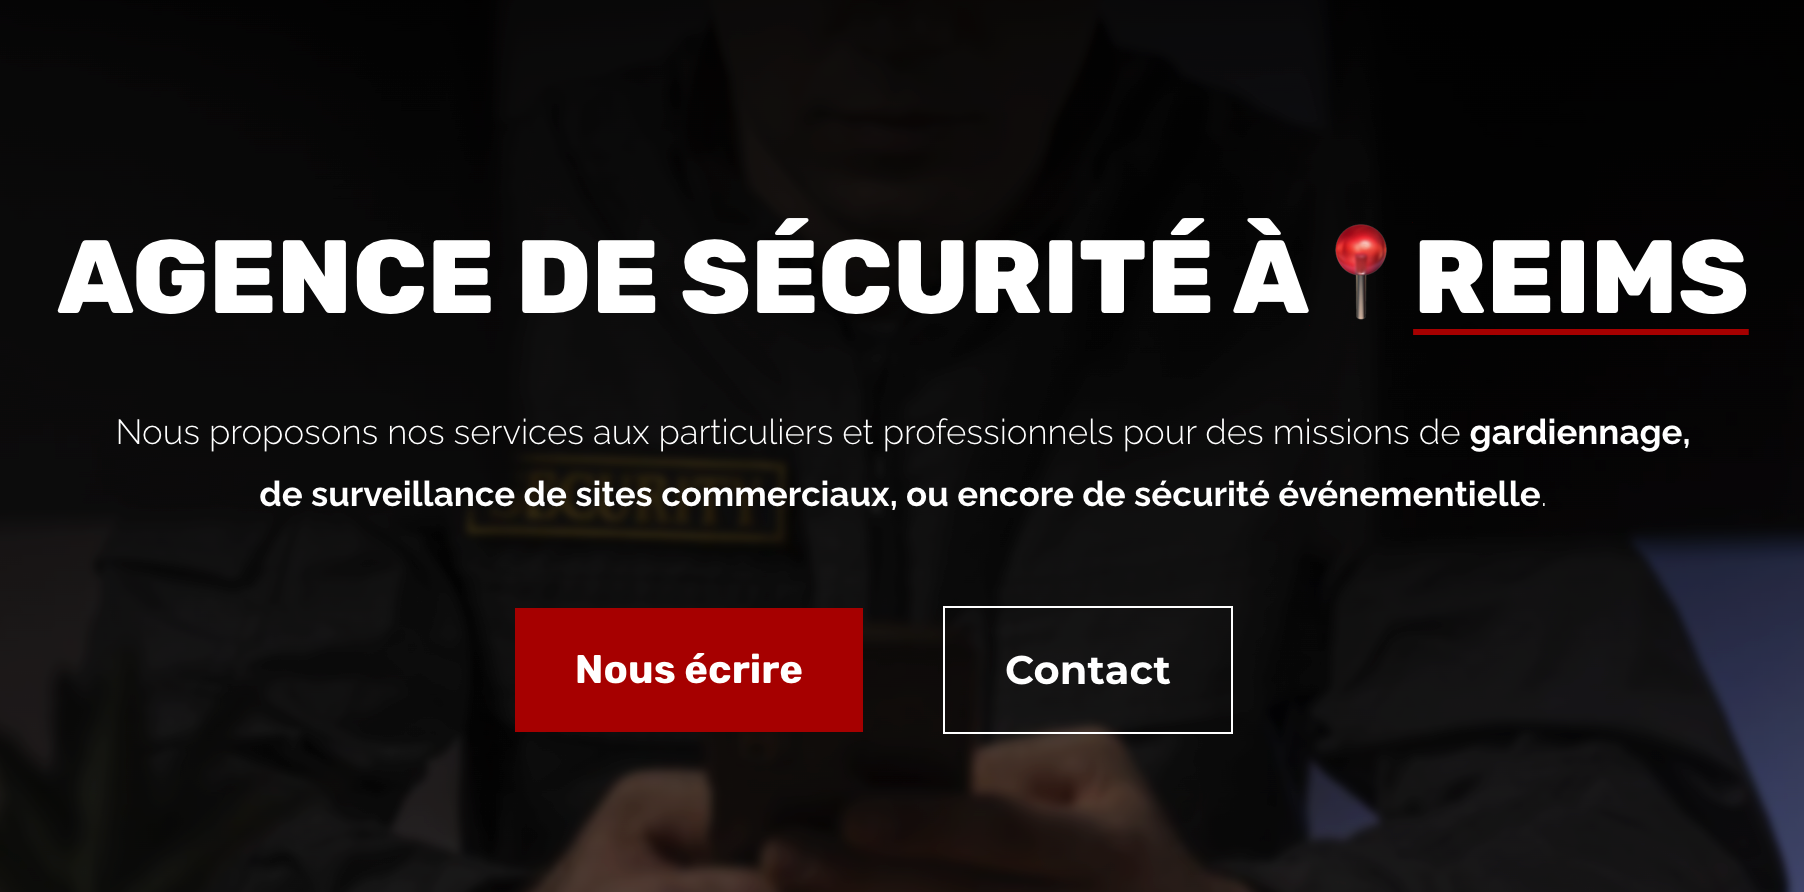 AGENCE DE SÉCURITÉ À📍REIMS
Nous proposons nos services aux particuliers et professionnels pour des missions de gardiennage,
de surveillance de sites commerciaux, ou encore de sécurité événementielle.
SECURITY
Nous écrire
Contact